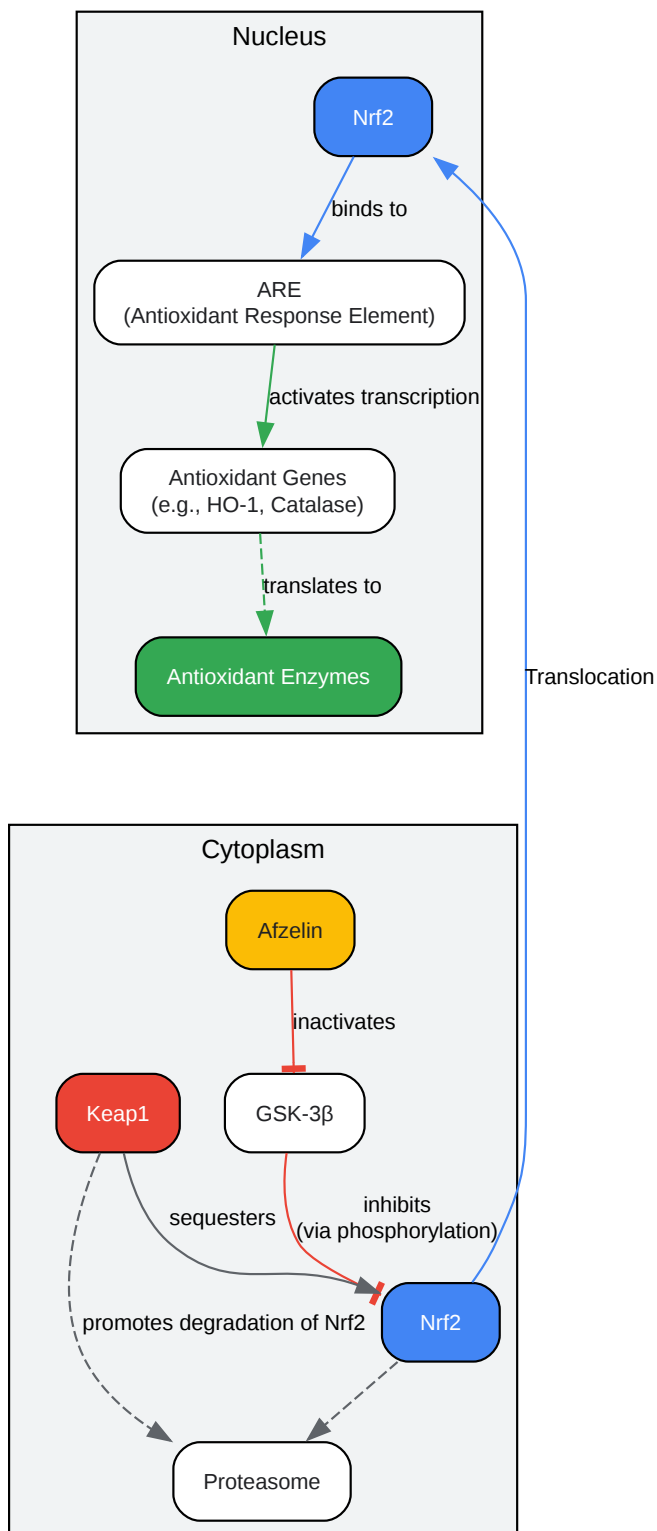 Nucleus
Nrf2
binds to
ARE
(Antioxidant Response Element)
activates transcription
Antioxidant Genes
(e.g., HO-1, Catalase)
translates to
Antioxidant Enzymes
Translocation
Cytoplasm
Afzelin
inactivates
Keap1
GSK-3β
sequesters
inhibits
(via phosphorylation)
promotes degradation of Nrf2
Nrf2
Proteasome